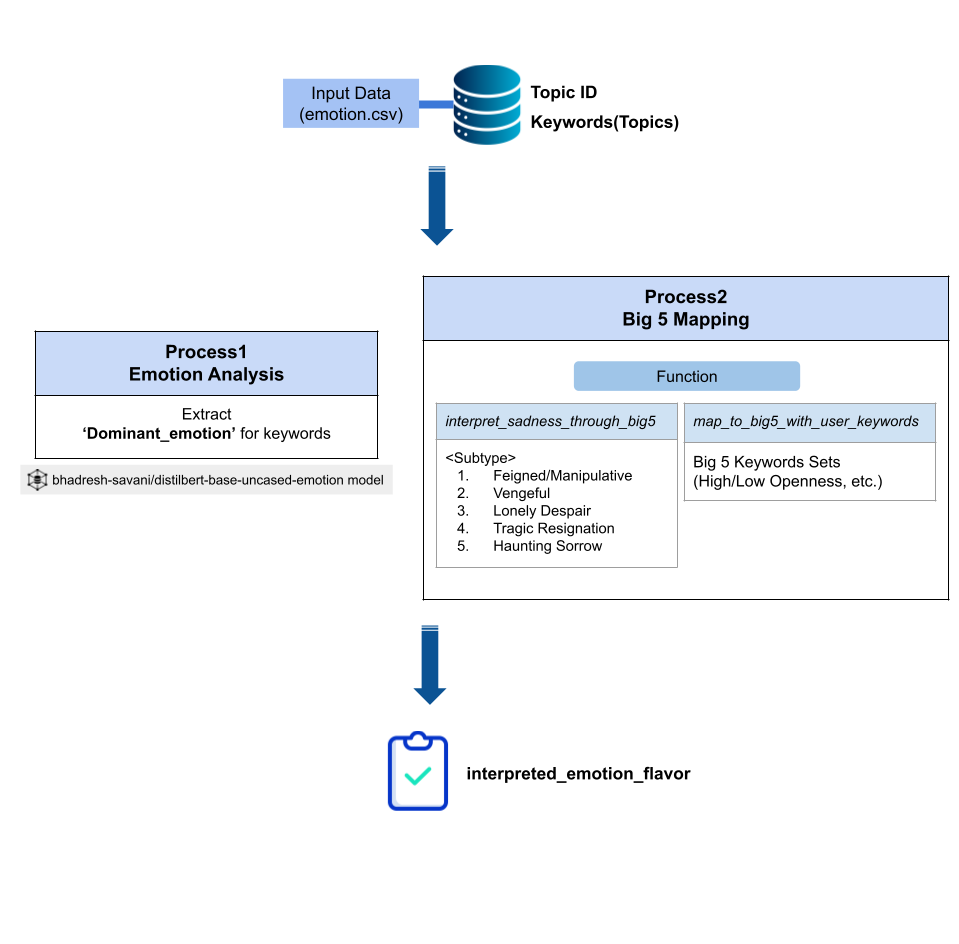 Input Data
(emotion.csv)
Topic ID
Keywords(Topics)
Process1
Emotion Analysis
Extract
‘Dominant_emotion’ for keywords
bhadresh-savani/distilbert-base-uncased-emotion model
Process2
Big 5 Mapping
Function
interpret_sadness_through_big5
<Subtype>
1. Feigned/Manipulative
2. Vengeful
3. Lonely Despair
4. Tragic Resignation
5. Haunting Sorrow
map_to_big5_with_user_keywords
Big 5 Keywords Sets
(High/Low Openness, etc.)
interpreted_emotion_flavor